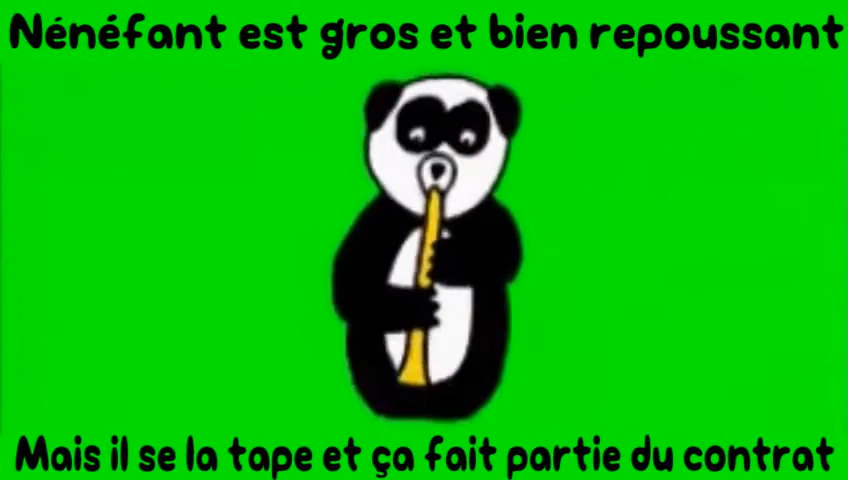 Nénéfant est gros et bien repoussant
Mais il se la tape et ça fait partie du contrat